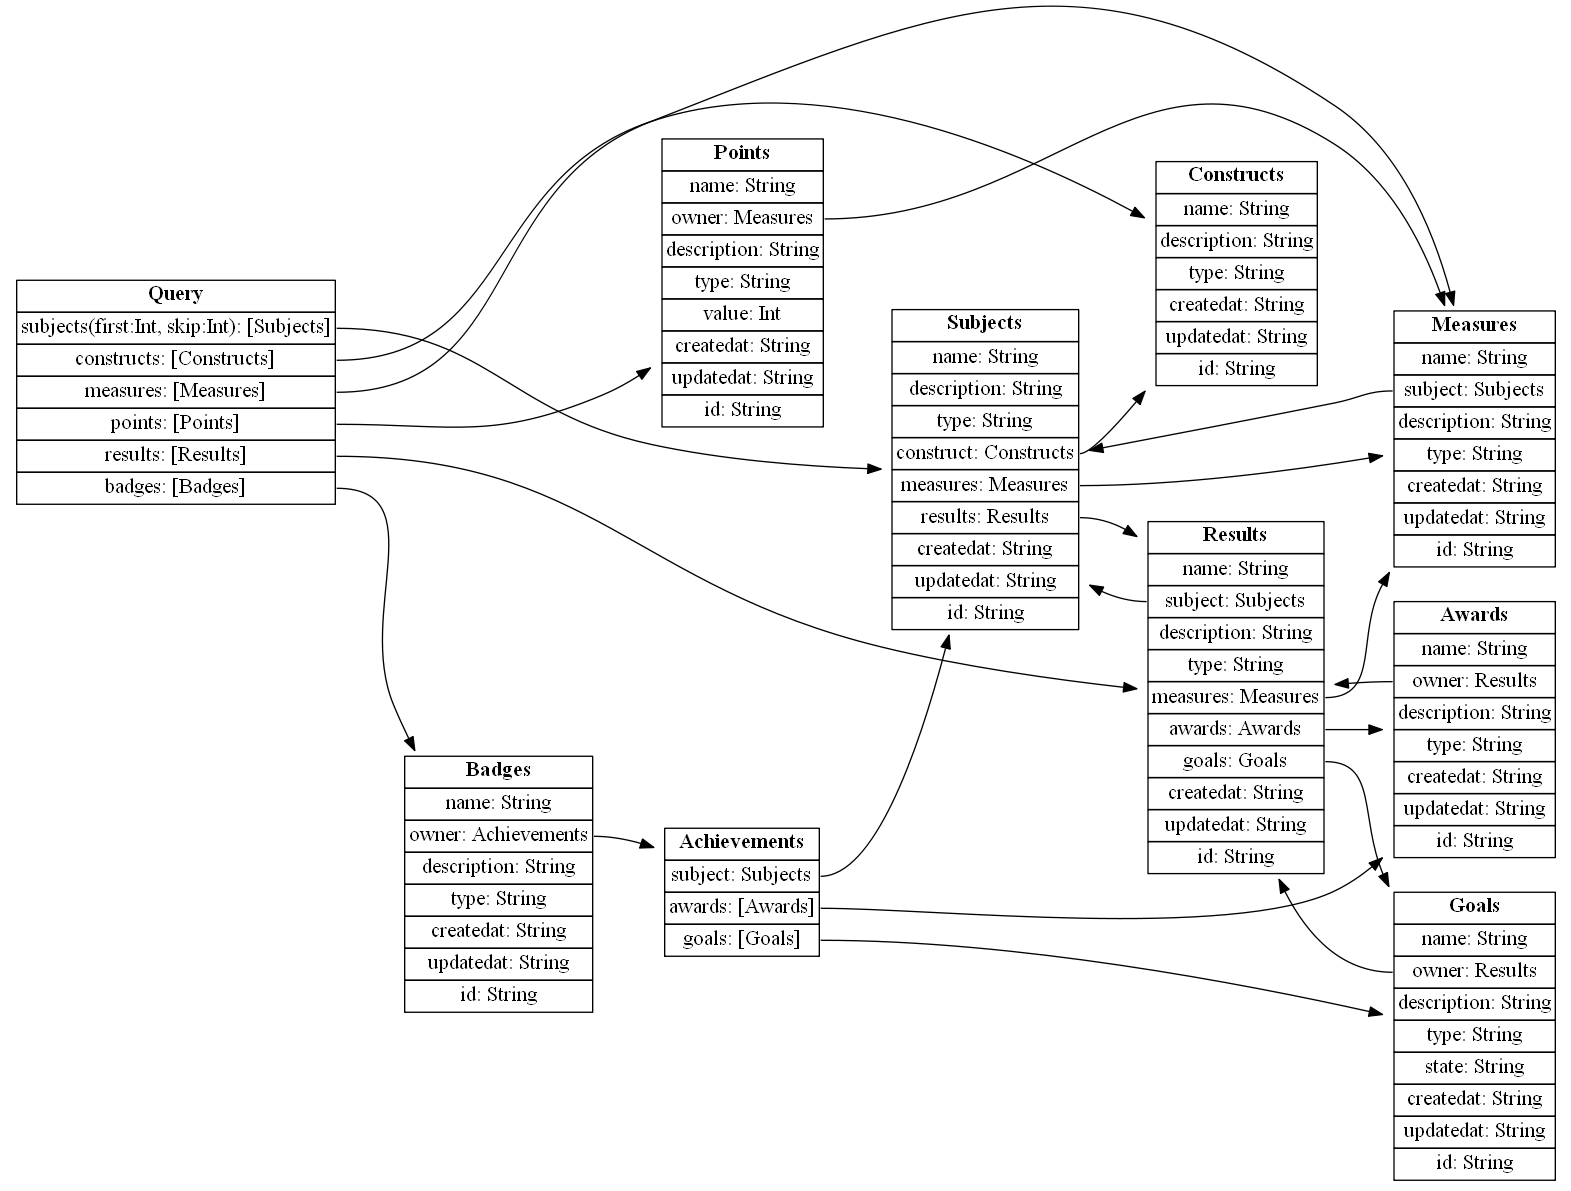 Query
subjects(first:Int, skip:Int): [Subjects]
constructs: [Constructs]
measures: [Measures]
points: [Points]
results: [Results]
badges: [Badges]
Points
name: String
owner: Measures
description: String
type: String
value: Int
createdat: String
updatedat: String
id: String
Subjects
name: String
description: String
type: String
construct: Constructs
measures: Measures
results: Results
createdat: String
updatedat: String
id: String
Constructs
name: String
description: String
type: String
createdat: String
updatedat: String
id: String
Measures
name: String
subject: Subjects
description: String
type: String
createdat: String
updatedat: String
id: String
Results
name: String
subject: Subjects
description: String
type: String
measures: Measures
awards: Awards
goals: Goals
createdat: String
updatedat: String
id: String
Awards
name: String
owner: Results
description: String
type: String
createdat: String
updatedat: String
id: String
Badges
name: String
owner: Achievements
description: String
type: String
createdat: String
updatedat: String
id: String
Achievements
subject: Subjects
awards: [Awards]
goals: [Goals]
Goals
name: String
owner: Results
description: String
type: String
state: String
createdat: String
updatedat: String
id: String